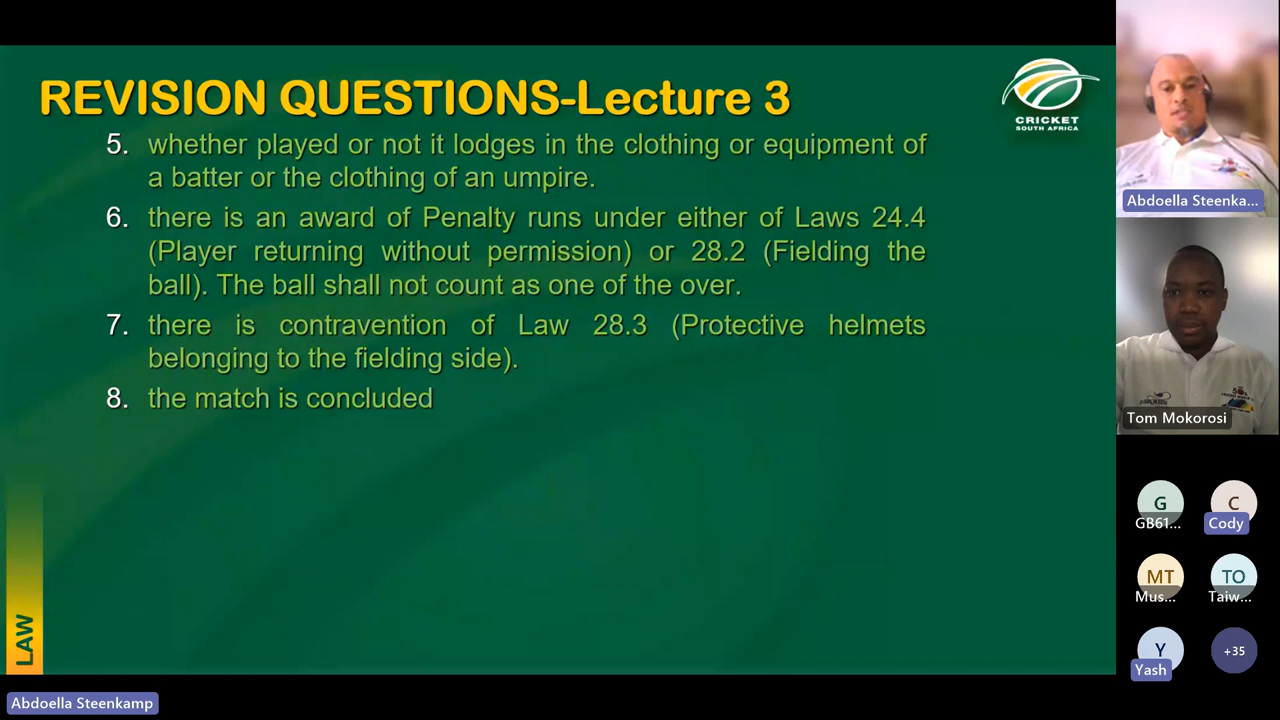 REVISION QUESTIONS-Lecture 3
CRICKET
SOUTH AFRICA
5. whether played or not it lodges in the clothing or equipment of
a batter or the clothing of an umpire.
6. there is an award of Penalty runs under either of Laws 24.4
(Player returning without permission) or 28.2 (Fielding the
ball). The ball shall not count as one of the over.
7. there is contravention of Law 28.3 (Protective helmets
belonging to the fielding side).
8. the match is concluded
LAW
Abdoella Steenkamp
Abdoella Steenka...
Tom Mokorosi
G
GB61...
C
Cody
MT
Mus...
TO
Taiw...
Y
Yash
+35